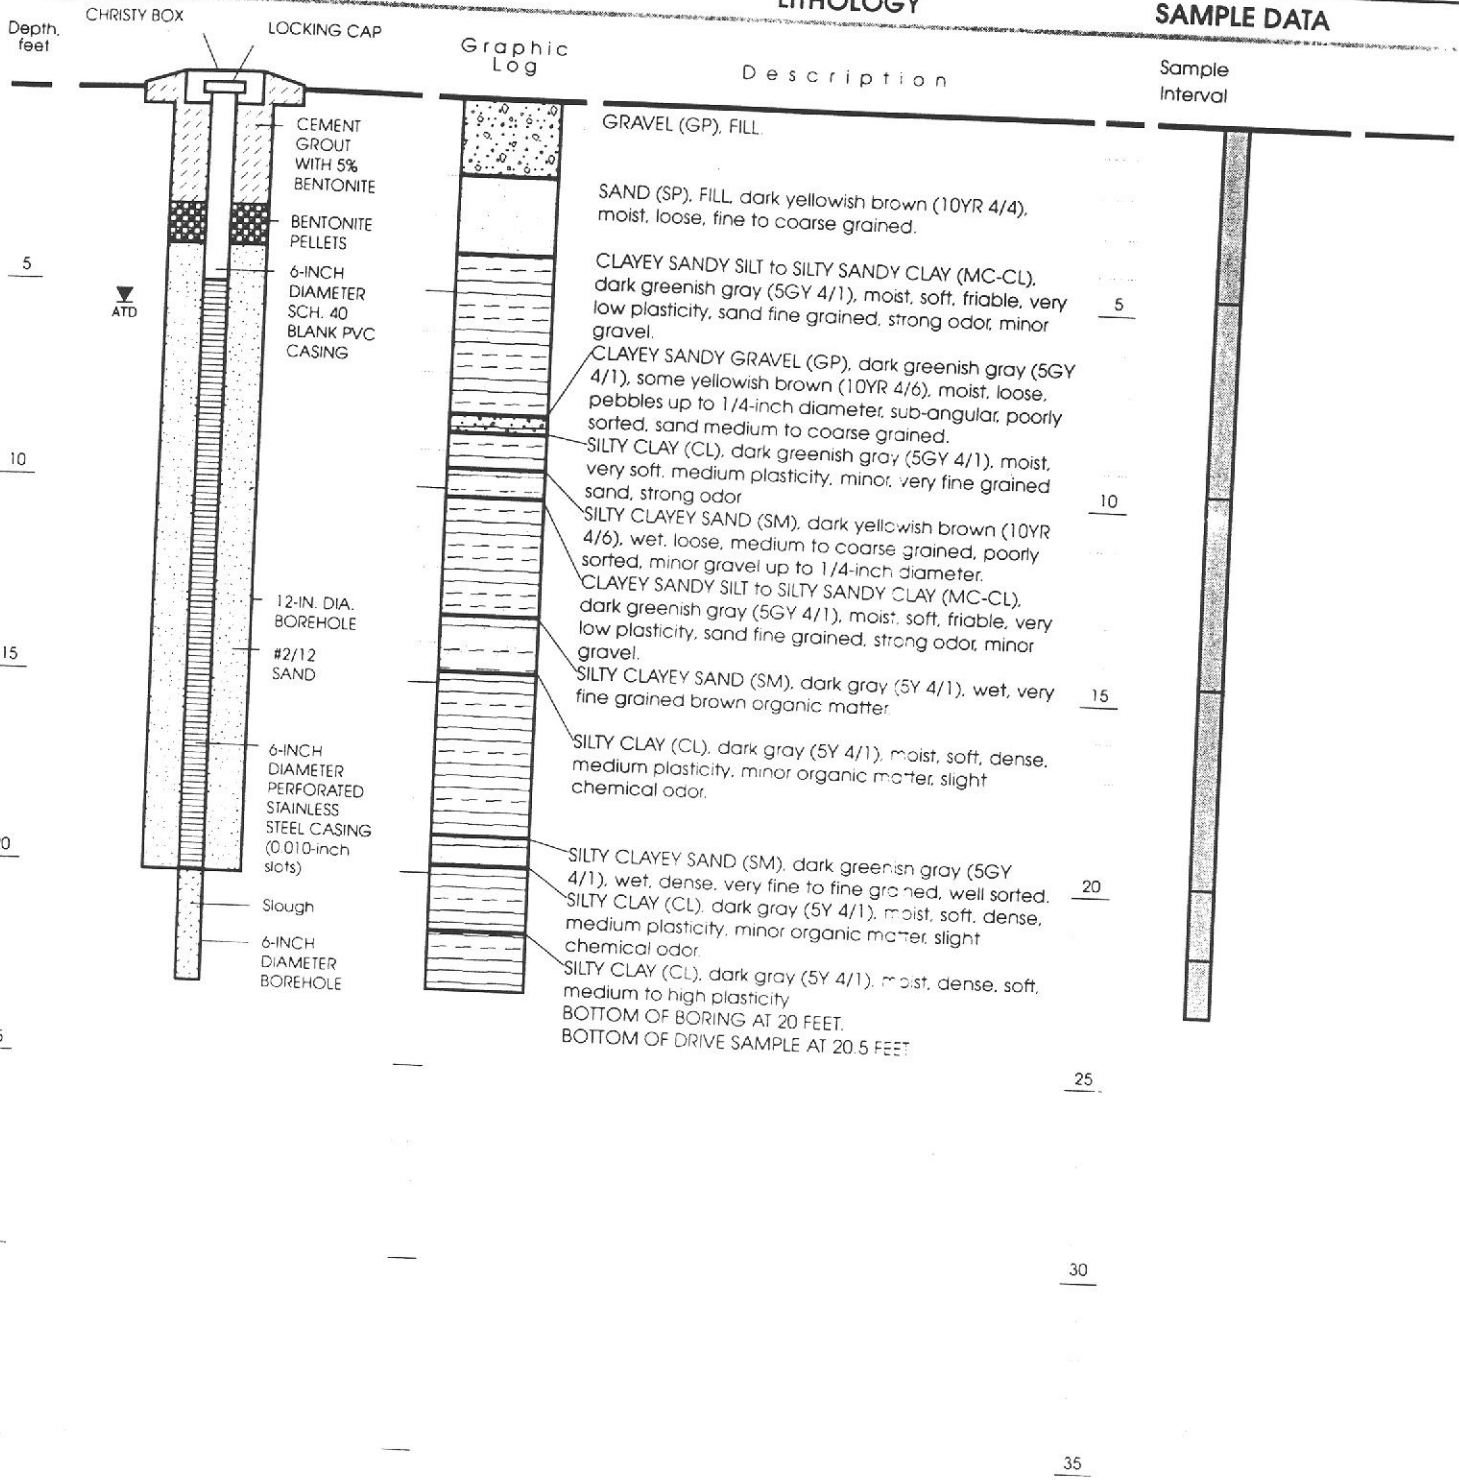 LITHOLOGY
SAMPLE DATA
Depth,
feet
CHRISTY BOX
LOCKING CAP
Graphic
Log
Description
Sample
Interval
CEMENT
GROUT
WITH 5%
BENTONITE
BENTONITE
PELLETS
6-INCH
DIAMETER
SCH. 40
BLANK PVC
CASING
5
ATD
10
12-IN. DIA.
BOREHOLE
#2/12
SAND
15
6-INCH
DIAMETER
PERFORATED
STAINLESS
STEEL CASING
(0.010-inch
slots)
0
Slough
6-INCH
DIAMETER
BOREHOLE
GRAVEL (GP), FILL.
SAND (SP), FILL, dark yellowish brown (10YR 4/4),
moist, loose, fine to coarse grained.
CLAYEY SANDY SILT to SILTY SANDY CLAY (MC-CL),
dark greenish gray (5GY 4/1), moist, soft, friable, very
low plasticity, sand fine grained, strong odor, minor
gravel.
CLAYEY SANDY GRAVEL (GP), dark greenish gray (5GY
4/1), some yellowish brown (10YR 4/6), moist, loose,
pebbles up to 1/4-inch diameter, sub-angular, poorly
sorted, sand medium to coarse grained.
SILTY CLAY (CL), dark greenish gray (5GY 4/1), moist,
very soft, medium plasticity, minor, very fine grained
sand, strong odor
SILTY CLAYEY SAND (SM), dark yellowish brown (10YR
4/6), wet, loose, medium to coarse grained, poorly
sorted, minor gravel up to 1/4-inch diameter.
CLAYEY SANDY SILT to SILTY SANDY CLAY (MC-CL),
dark greenish gray (5GY 4/1), moist, soft, friable, very
low plasticity, sand fine grained, strong odor, minor
gravel.
SILTY CLAYEY SAND (SM), dark gray (5Y 4/1), wet, very
fine grained brown organic matter
SILTY CLAY (CL), dark gray (5Y 4/1), moist, soft, dense,
medium plasticity, minor organic matter, slight
chemical odor.
SILTY CLAYEY SAND (SM), dark greenish gray (5GY
4/1), wet, dense, very fine to fine grained, well sorted.
SILTY CLAY (CL), dark gray (5Y 4/1), moist, soft, dense,
medium plasticity, minor organic matter, slight
chemical odor
SILTY CLAY (CL), dark gray (5Y 4/1), moist, dense, soft,
medium to high plasticity
BOTTOM OF BORING AT 20 FEET.
BOTTOM OF DRIVE SAMPLE AT 20.5 FEET
5
10
15
20
25
30
35